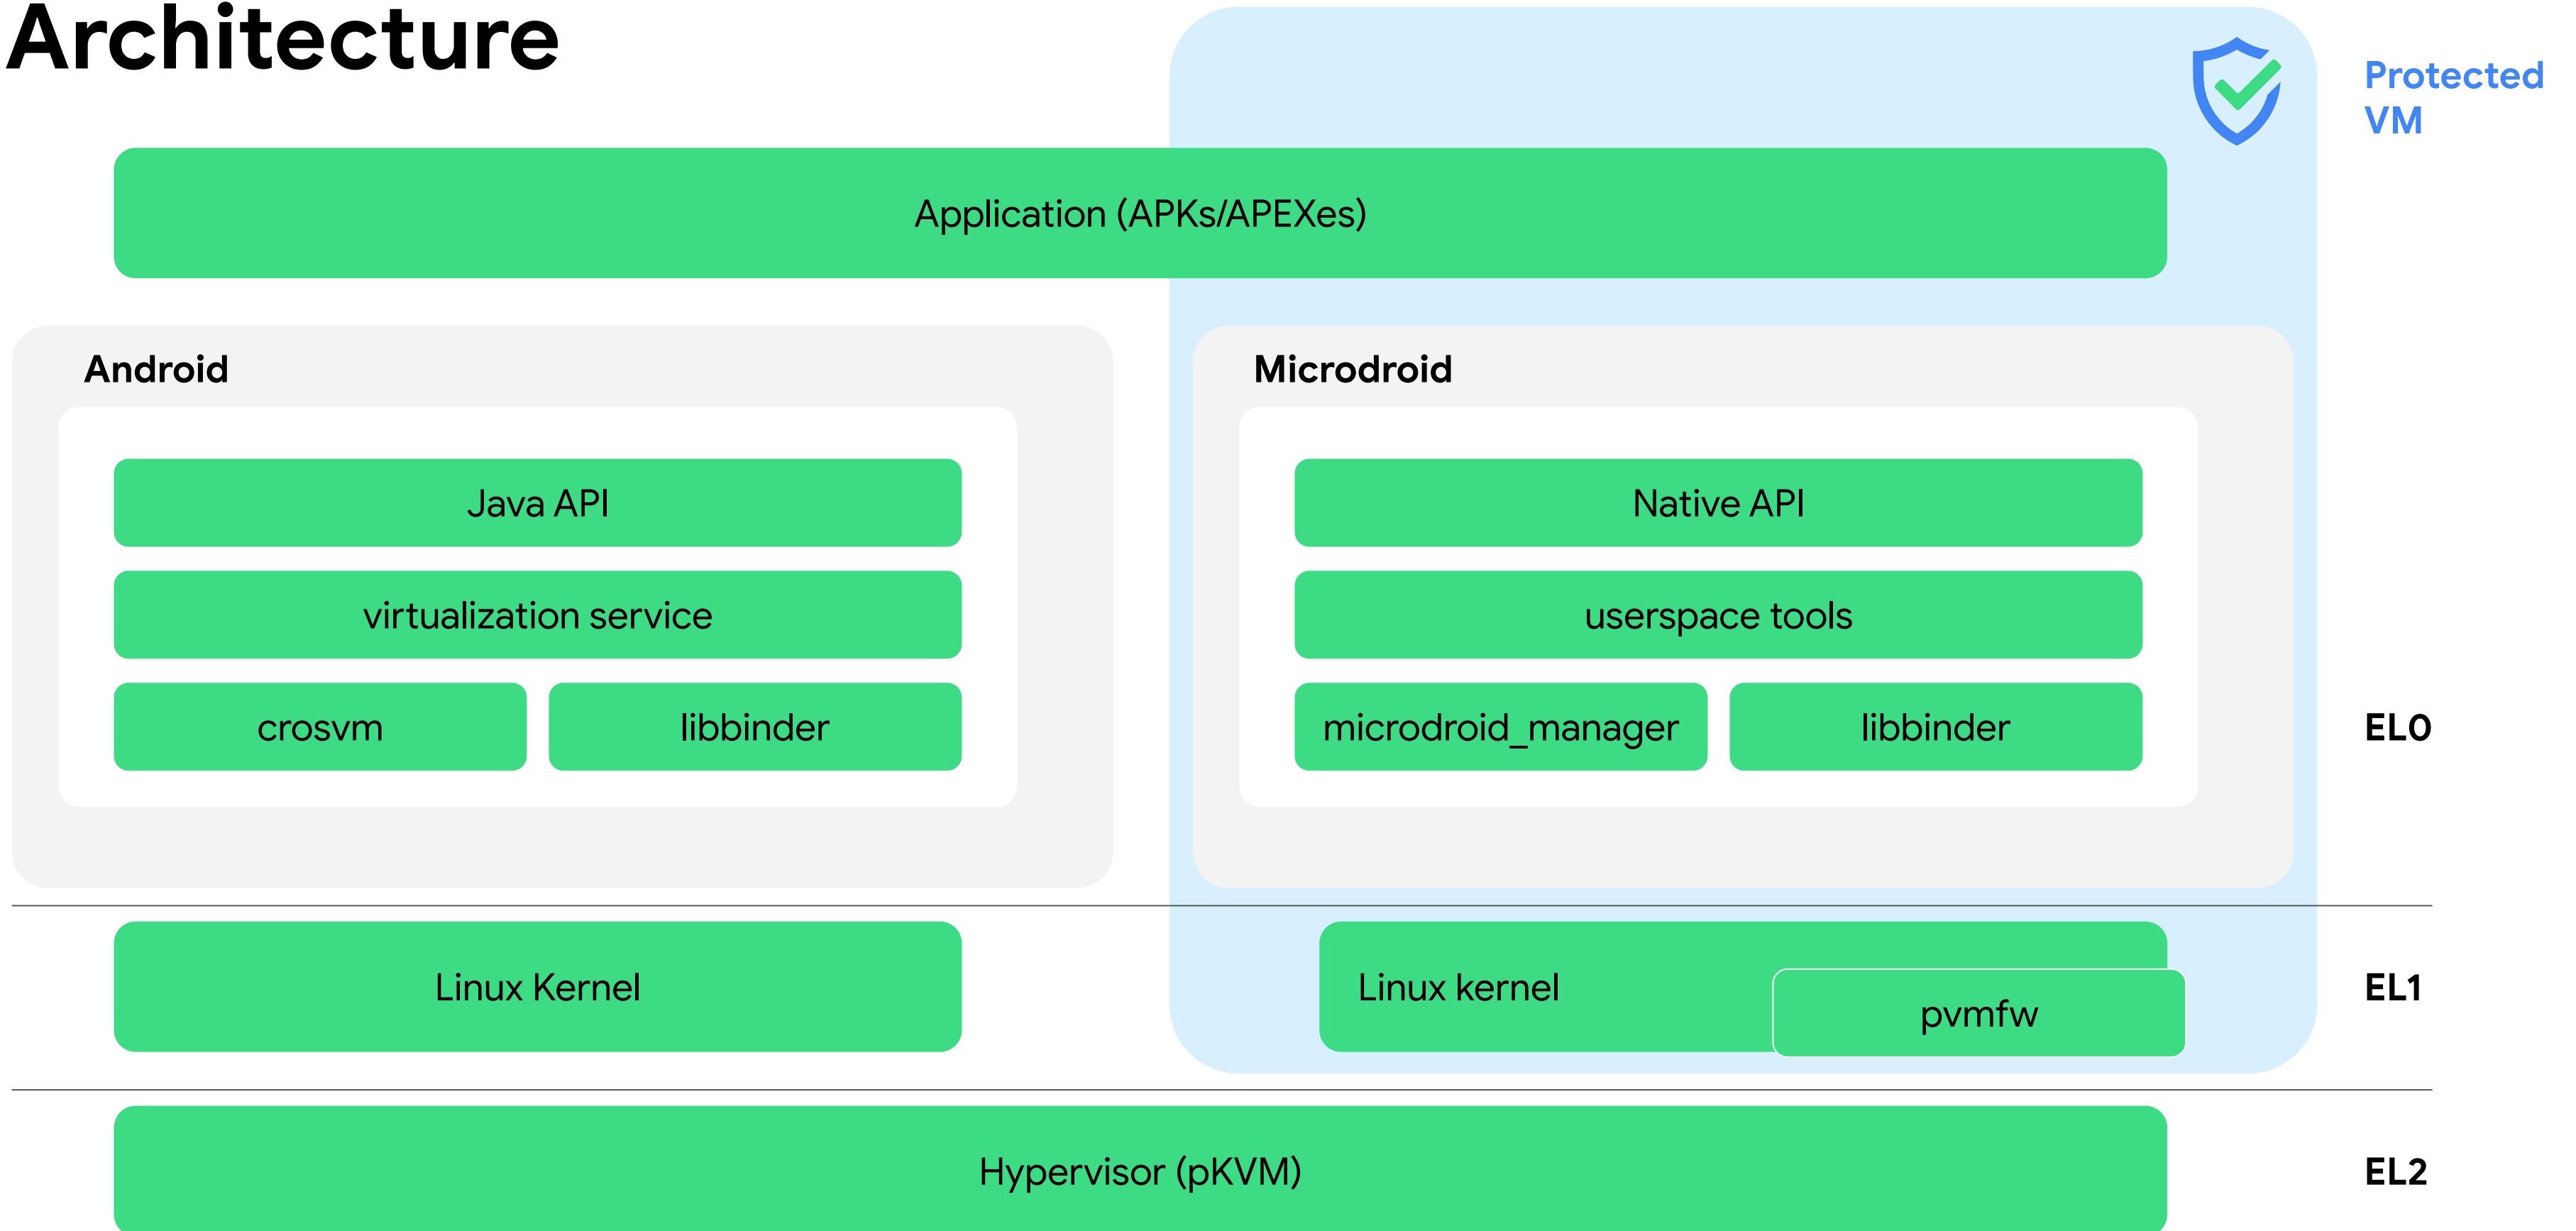 Architecture
Protected
VM
Application (APKs/APEXes)
Android
Microdroid
Java API
Native API
virtualization service
userspace tools
crosvm
libbinder
microdroid_manager
libbinder
EL0
Linux Kernel
Linux kernel
pvmfw
EL1
Hypervisor (pKVM)
EL2